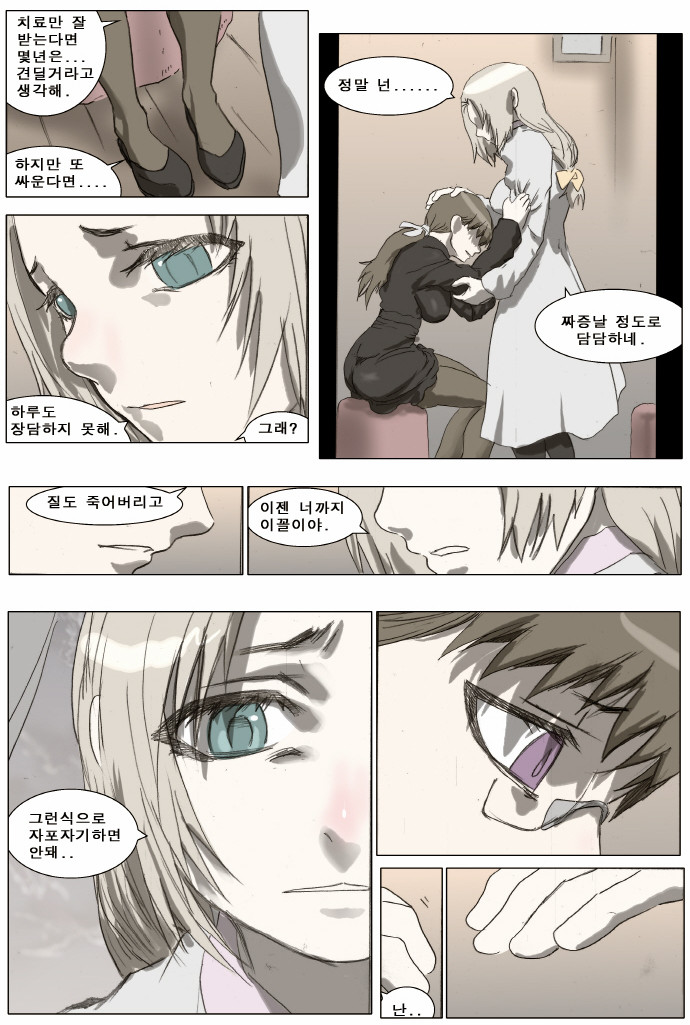 치료만 잘
받는다면
몇년은...
견딜거라고
생각해.
하지만 또
싸운다면....
하루도
장담하지 못해.
그래?
정말 넌......
짜증날 정도로
담담하네.
질도 죽어버리고
이젠 너까지
이꼴이야.
그런식으로
자포자기하면
안돼..
난..